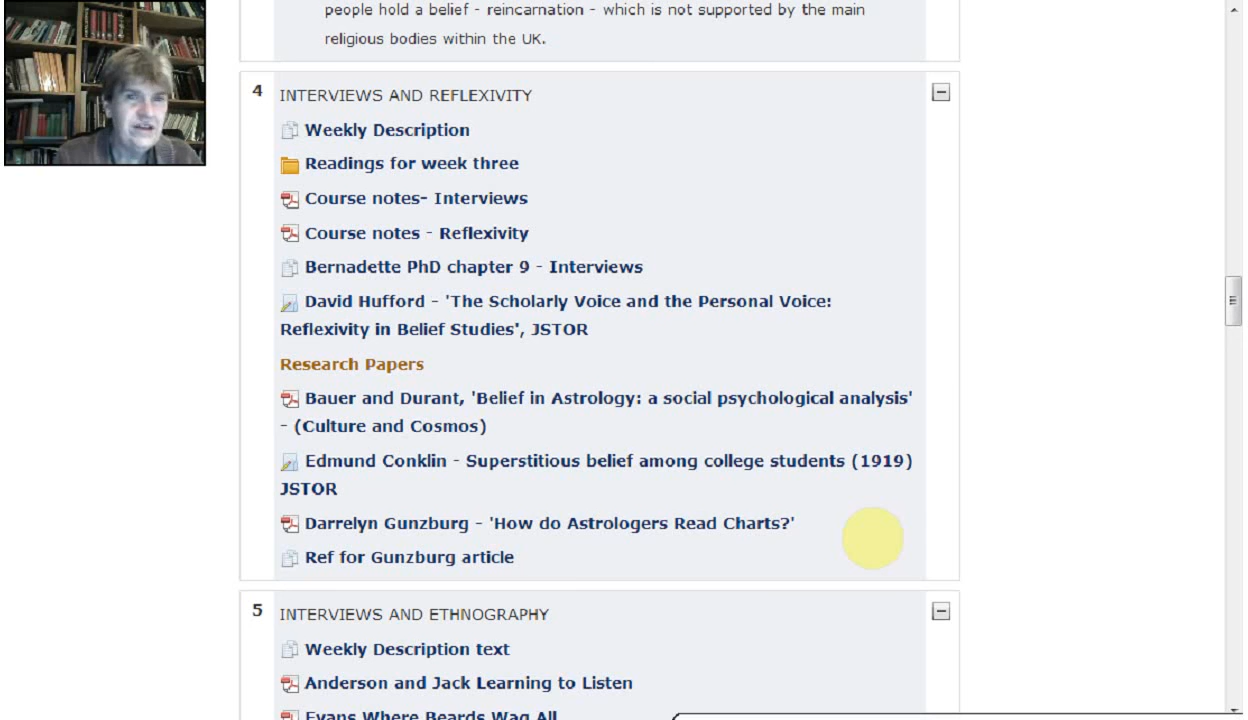 people hold a belief - reincarnation - which is not supported by the main
religious bodies within the UK.
4
INTERVIEWS AND REFLEXIVITY
Weekly Description
Readings for week three
Course notes- Interviews
Course notes - Reflexivity
Bernadette PhD chapter 9 - Interviews
David Hufford - 'The Scholarly Voice and the Personal Voice:
Reflexivity in Belief Studies', JSTOR
Research Papers
Bauer and Durant, 'Belief in Astrology: a social psychological analysis'
- (Culture and Cosmos)
Edmund Conklin - Superstitious belief among college students (1919)
JSTOR
Darrelyn Gunzburg - 'How do Astrologers Read Charts?'
Ref for Gunzburg article
5
INTERVIEWS AND ETHNOGRAPHY
Weekly Description text
Anderson and Jack Learning to Listen
Evans Where Beards Wag All